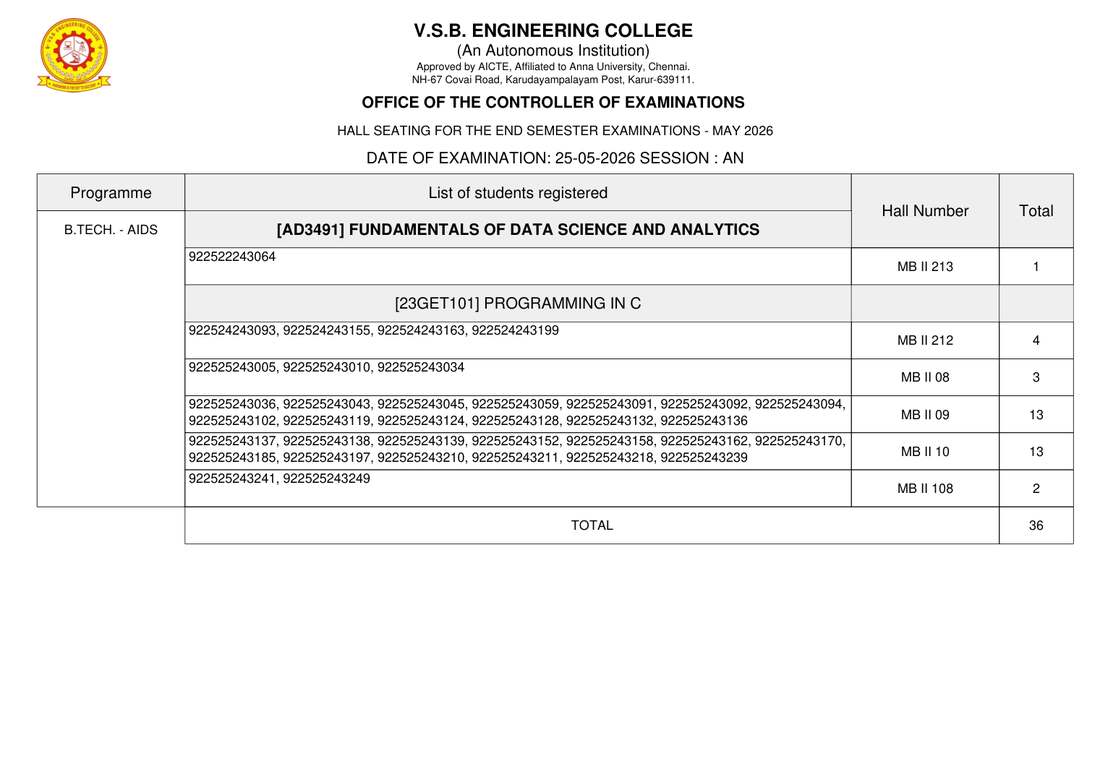 V.S.B. ENGINEERING COLLEGE
(An Autonomous Institution)
Approved by AICTE, Affiliated to Anna University, Chennai.
NH-67 Covai Road, Karudayampalayam Post, Karur-639111.
OFFICE OF THE CONTROLLER OF EXAMINATIONS
HALL SEATING FOR THE END SEMESTER EXAMINATIONS - MAY 2026
DATE OF EXAMINATION: 25-05-2026 SESSION : AN
Programme List of students registered Hall Number Total
B.TECH. - AIDS [AD3491] FUNDAMENTALS OF DATA SCIENCE AND ANALYTICS
922522243064 MB II 213 1
[23GET101] PROGRAMMING IN C
922524243093, 922524243155, 922524243163, 922524243199 MB II 212 4
922525243005, 922525243010, 922525243034 MB II 08 3
922525243036, 922525243043, 922525243045, 922525243059, 922525243091, 922525243092, 922525243094,
922525243102, 922525243119, 922525243124, 922525243128, 922525243132, 922525243136 MB II 09 13
922525243137, 922525243138, 922525243139, 922525243152, 922525243158, 922525243162, 922525243170,
922525243185, 922525243197, 922525243210, 922525243211, 922525243218, 922525243239 MB II 10 13
922525243241, 922525243249 MB II 108 2
TOTAL 36